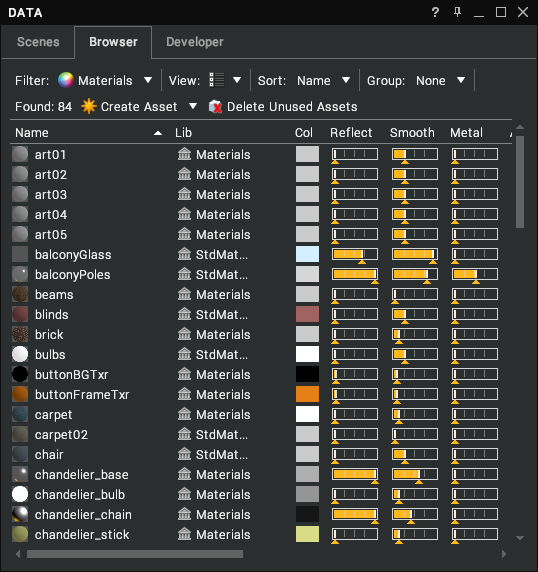 DATA ?
Scenes Browser Developer
Filter: Materials View: Sort: Name Group: None
Found: 84 Create Asset Delete Unused Assets
Name Lib Col Reflect Smooth Metal
art01 Materials
art02 Materials
art03 Materials
art04 Materials
art05 Materials
balconyGlass StdMat...
balconyPoles StdMat...
beams Materials
blinds StdMat...
brick Materials
bulbs StdMat...
buttonBGTxr Materials
buttonFrameTxr Materials
carpet Materials
carpet02 StdMat...
chair StdMat...
chandelier_base Materials
chandelier_bulb Materials
chandelier_chain Materials
chandelier_stick Materials